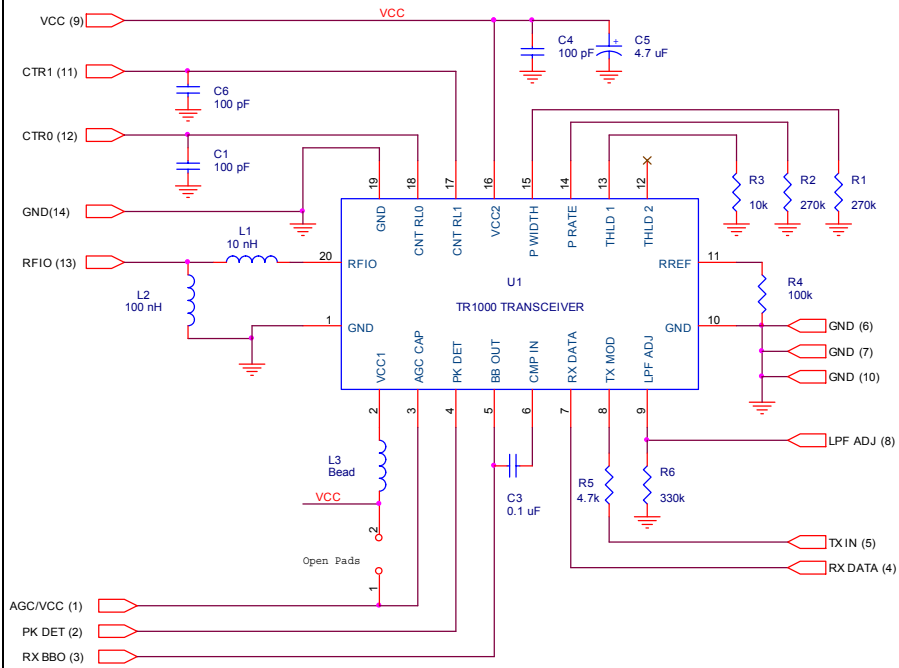 VCC (9)
VCC
C4
100 pF
C5
+
4.7 uF
CTR1 (11)
C6
100 pF
CTR0 (12)
C1
100 pF
19
18
17
16
15
14
13
12
GND
CNT RL0
CNT RL1
VCC2
P WIDTH
P RATE
THLD 1
THLD 2
R3
10k
R2
270k
R1
270k
GND(14)
L1
10 nH
RFIO (13)
20
RFIO
RREF
11
L2
100 nH
U1
TR1000 TRANSCEIVER
R4
100k
1
GND
GND
10
GND (6)
GND (7)
GND (10)
VCC1
AGC CAP
PK DET
BB OUT
CMP IN
RX DATA
TX MOD
LPF ADJ
2
3
4
5
6
7
8
9
LPF ADJ (8)
L3
Bead
C3
0.1 uF
R5
4.7k
R6
330k
VCC
2
Open Pads
1
TX IN (5)
RX DATA (4)
AGC/VCC (1)
PK DET (2)
RX BBO (3)